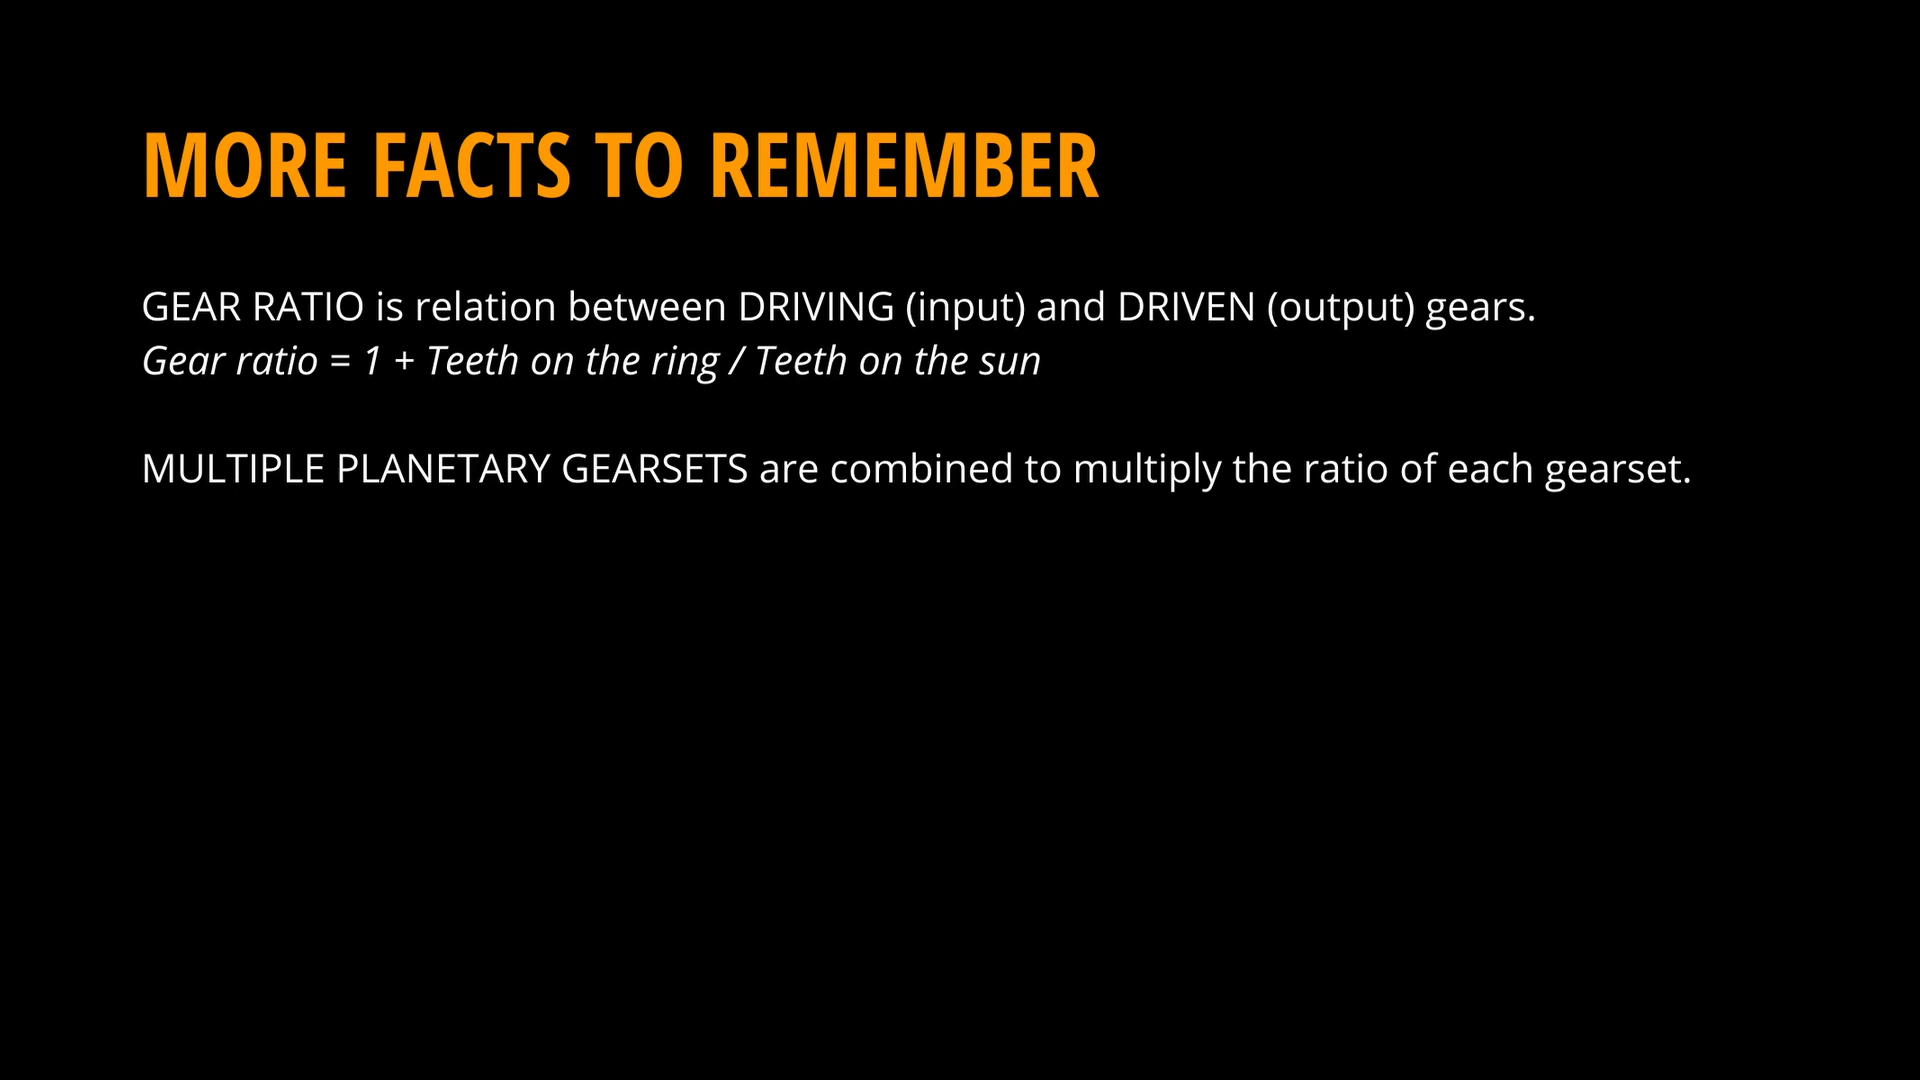 MORE FACTS TO REMEMBER
GEAR RATIO is relation between DRIVING (input) and DRIVEN (output) gears.
Gear ratio = 1 + Teeth on the ring / Teeth on the sun
MULTIPLE PLANETARY GEARSETS are combined to multiply the ratio of each gearset.